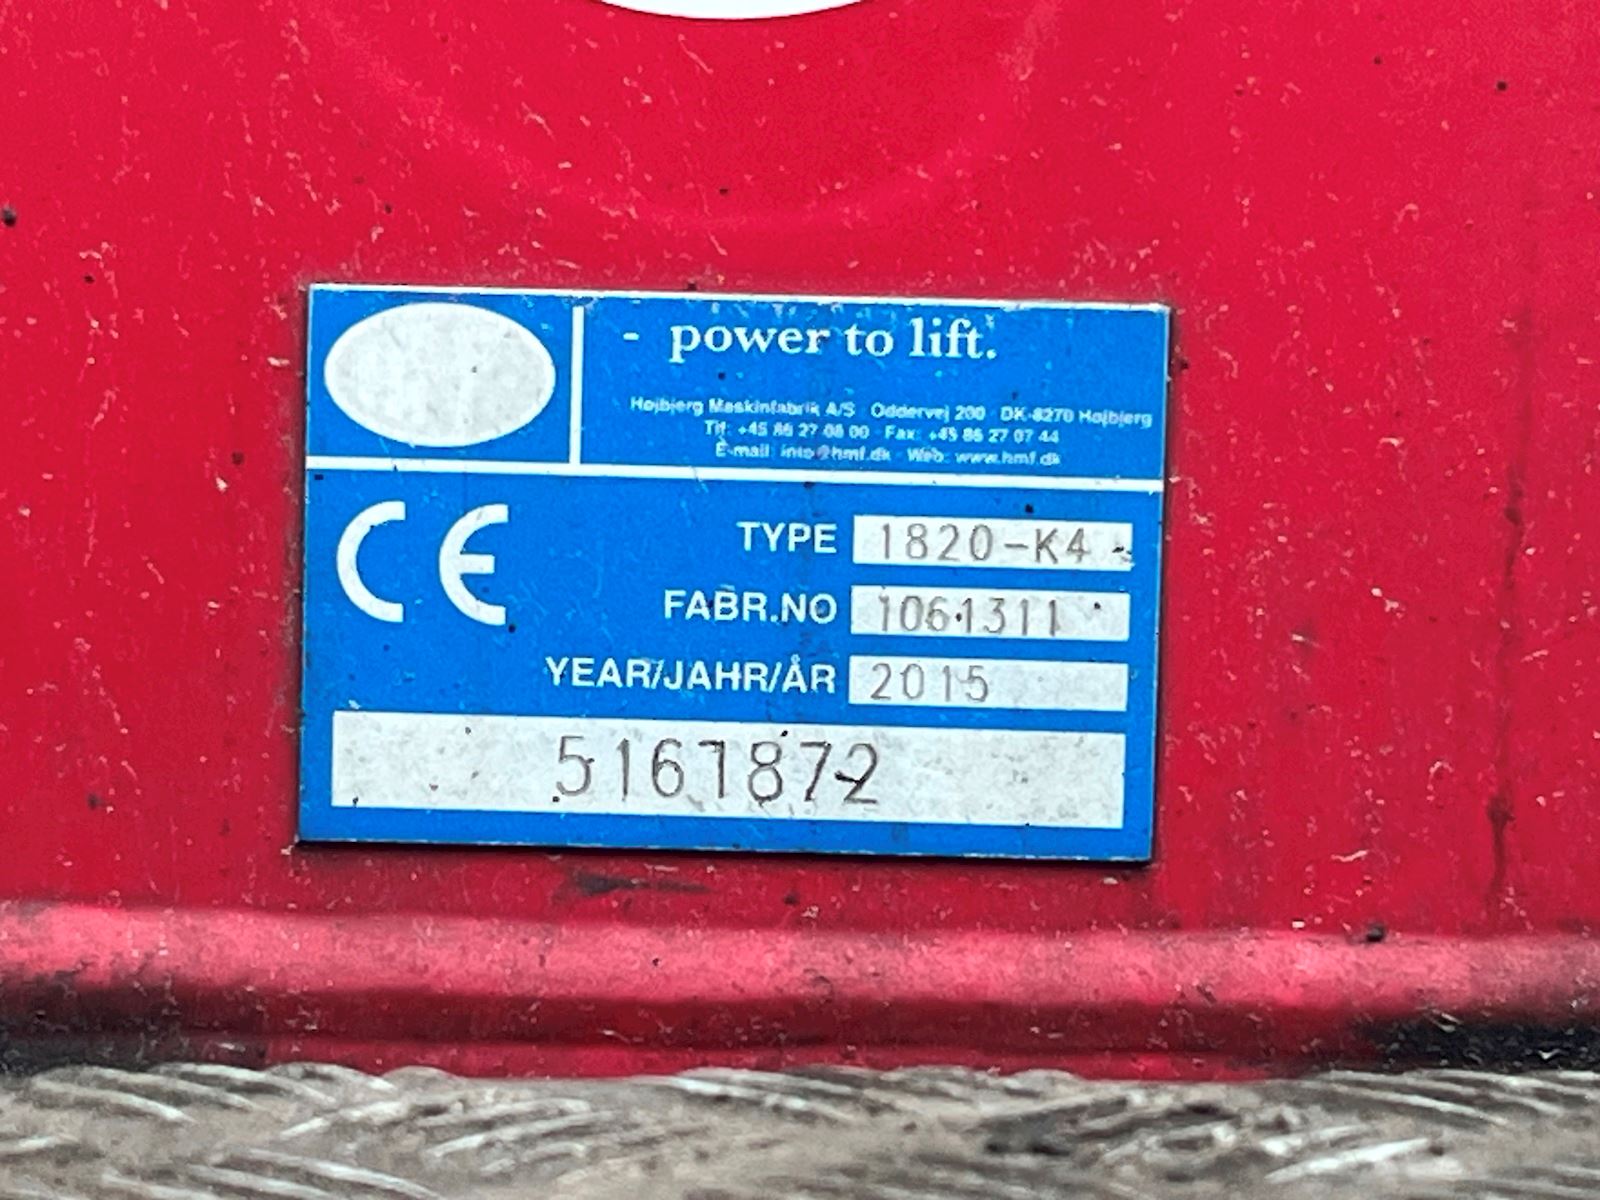 - power to lift.
Højbjerg Maskinfabrik A/S · Oddervej 200 · DK-8270 Højbjerg
Tlf: +45 86 27 08 00 · Fax: +45 86 27 07 44
E-mail: info@hmf.dk · Web: www.hmf.dk
CE
TYPE 1820-K4
FABR.NO 1061311
YEAR/JAHR/ÅR 2015
5161872